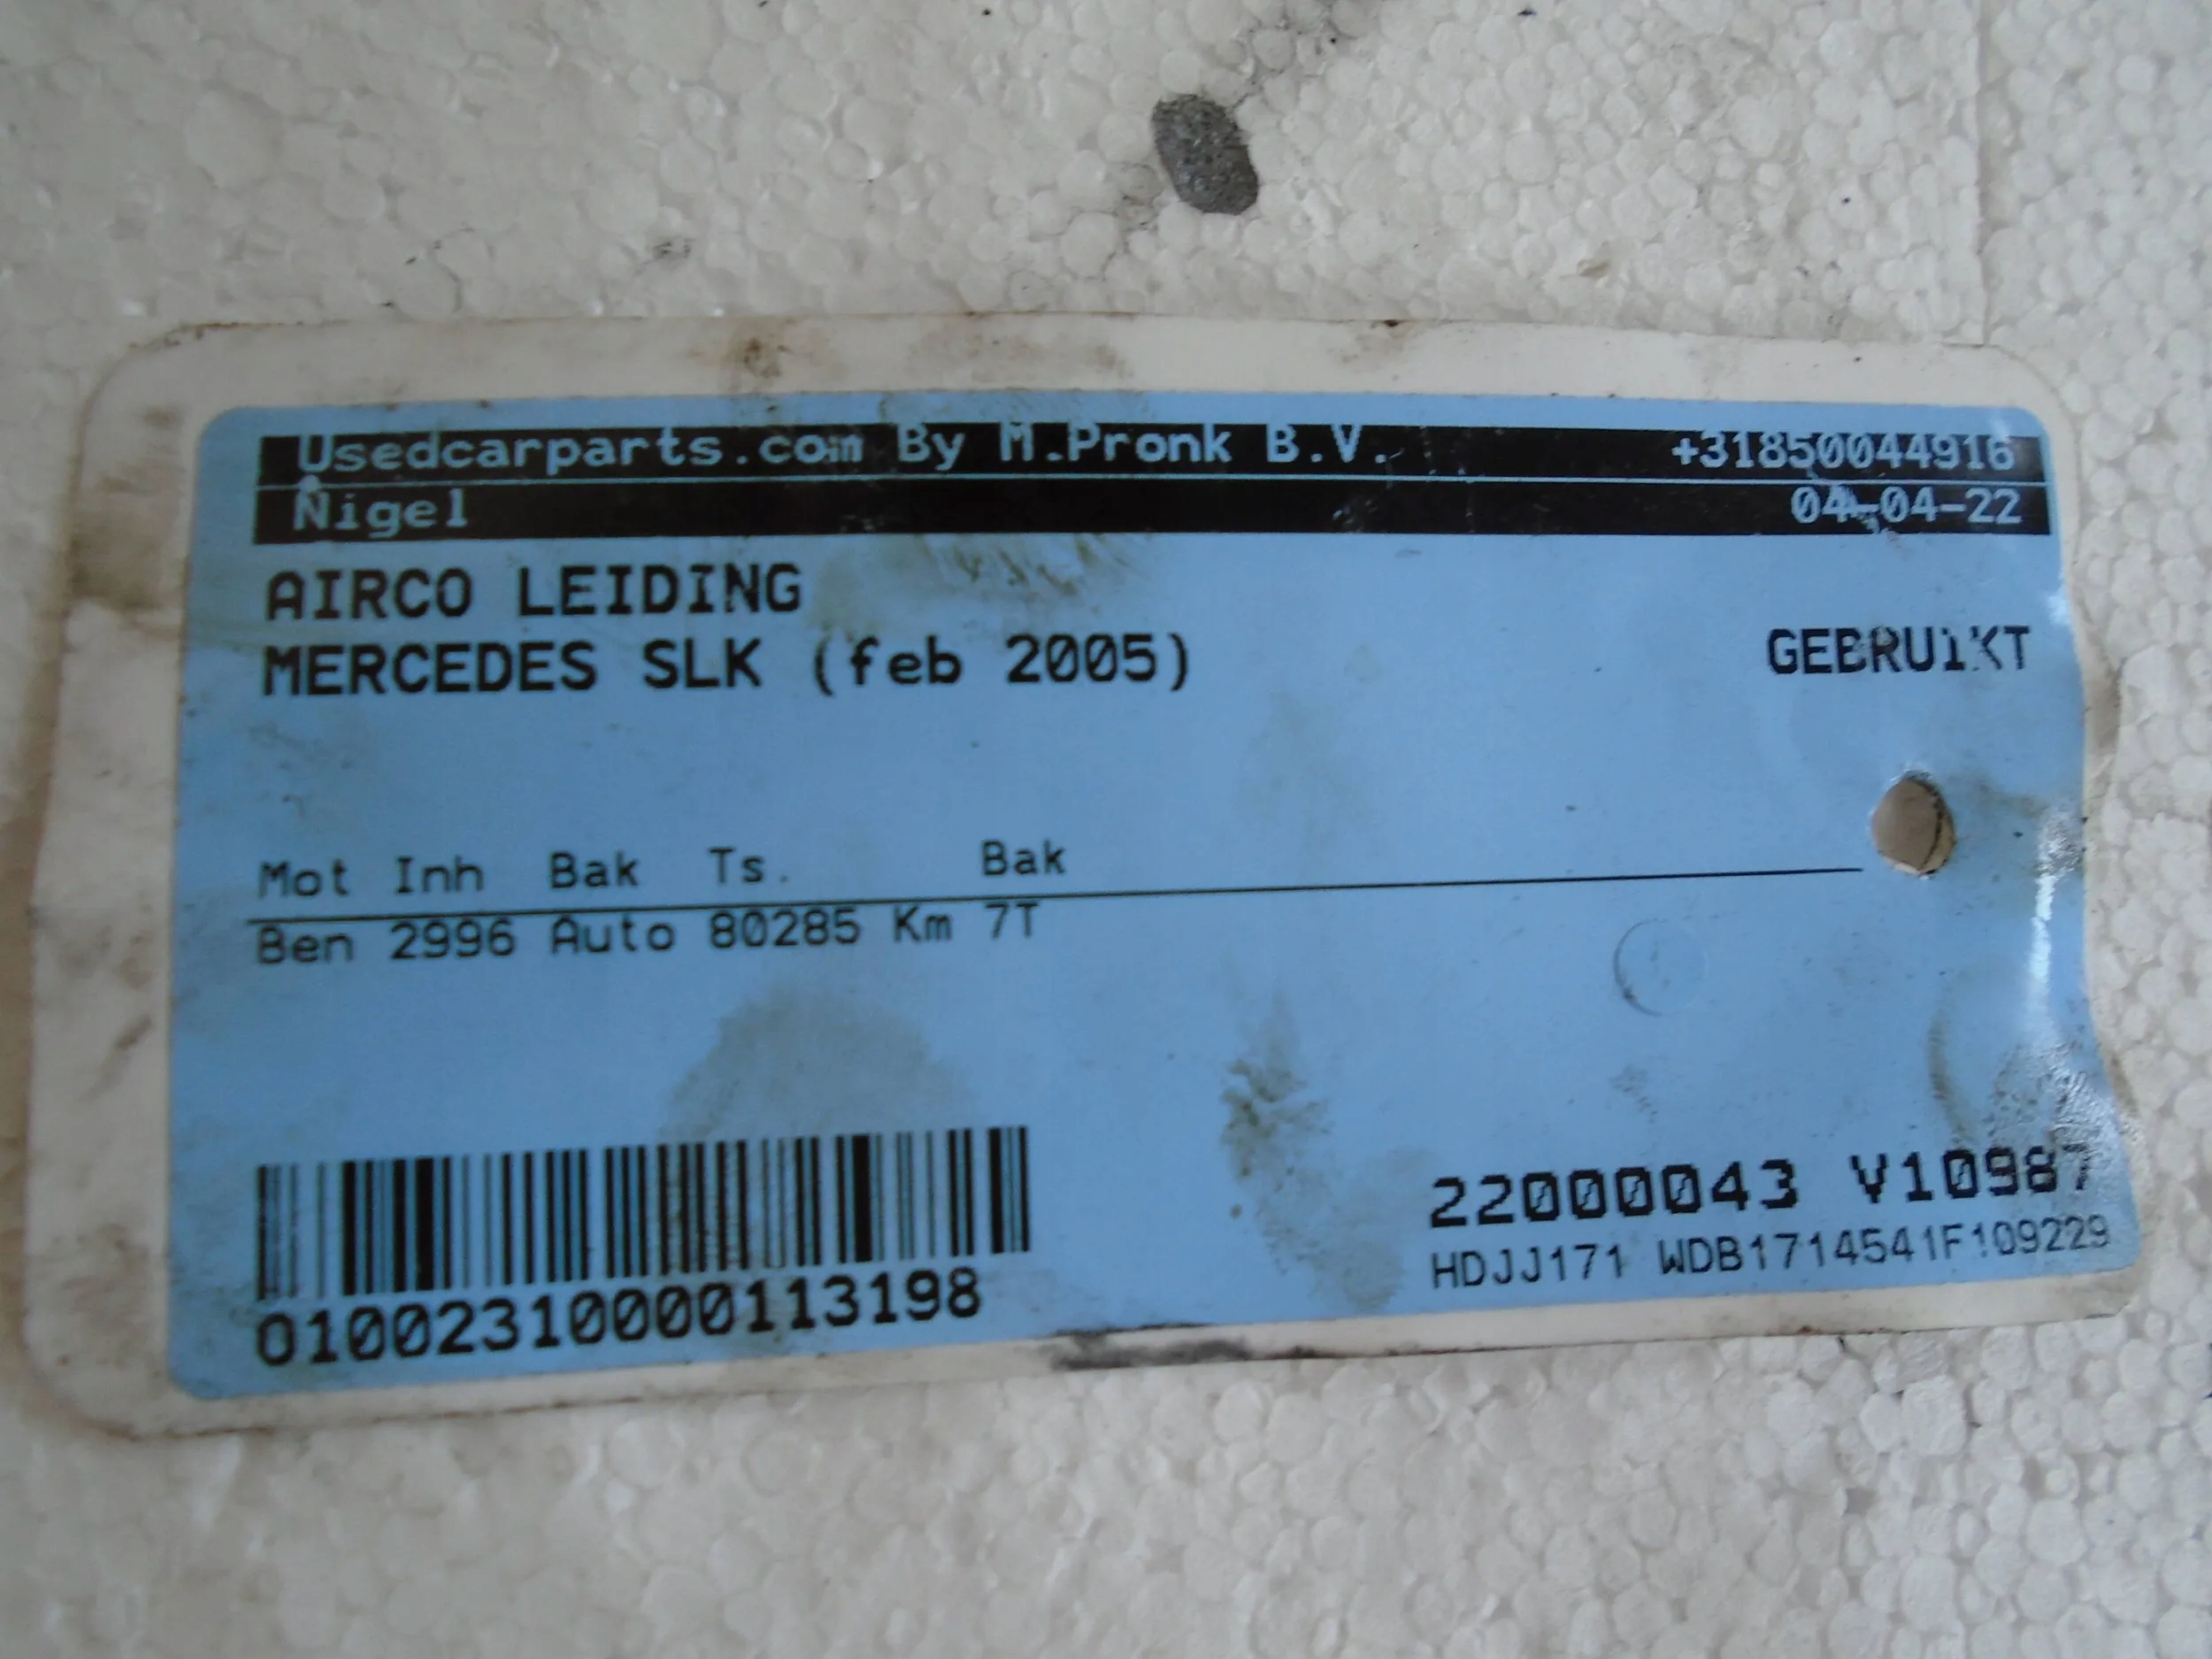 Usedcarparts.com By M.Pronk B.V. +31850044916
Nigel 04-04-22
AIRCO LEIDING
MERCEDES SLK (feb 2005) GEBRUIKT
Mot Inh Bak Ts. Bak
Ben 2996 Auto 80285 Km 7T
22000043 V10987
HDJJ171 WDB1714541F109229
01002310000113198